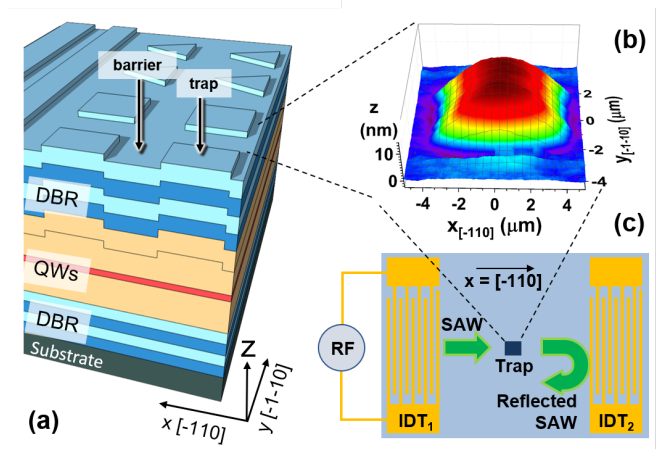 barrier
trap
DBR
QWs
DBR
Substrate
z
y [-1-10]
x [-110]
(a)
(b)
z
(nm)
10
0
-4 -2 0 2 4
x[-110] (μm)
2
0
-2
-4
y[-1-10] (μm)
(c)
x = [-110]
SAW
RF
Trap
Reflected
SAW
IDT1
IDT2